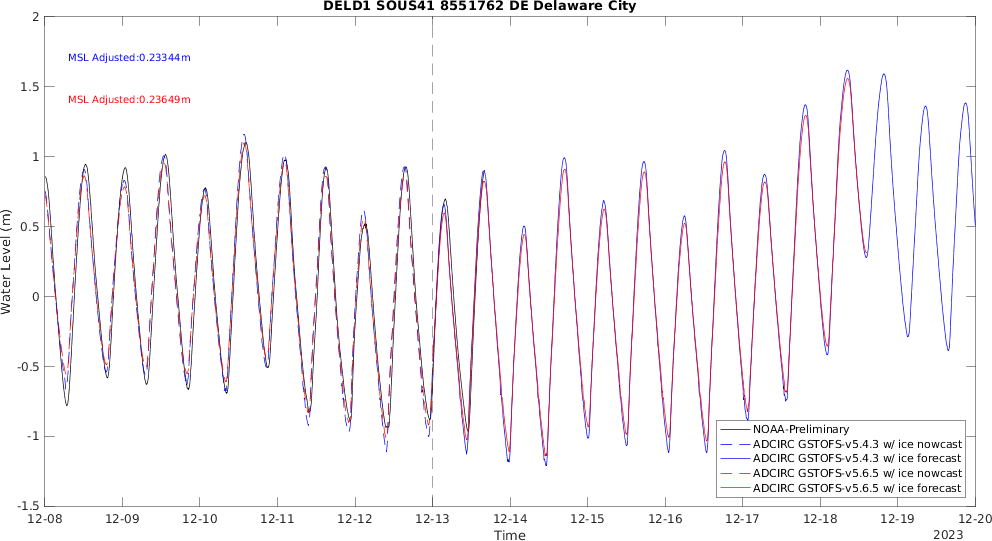 DELD1 SOUS41 8551762 DE Delaware City
2
MSL Adjusted:0.23344m
1.5
MSL Adjusted:0.23649m
1
0.5
Water Level (m)
0
-0.5
-1
-1.5
NOAA-Preliminary
ADCIRC GSTOFS-v5.4.3 w/ ice nowcast
ADCIRC GSTOFS-v5.4.3 w/ ice forecast
ADCIRC GSTOFS-v5.6.5 w/ ice nowcast
ADCIRC GSTOFS-v5.6.5 w/ ice forecast
12-08 12-09 12-10 12-11 12-12 12-13 12-14 12-15 12-16 12-17 12-18 12-19 12-20
Time
2023